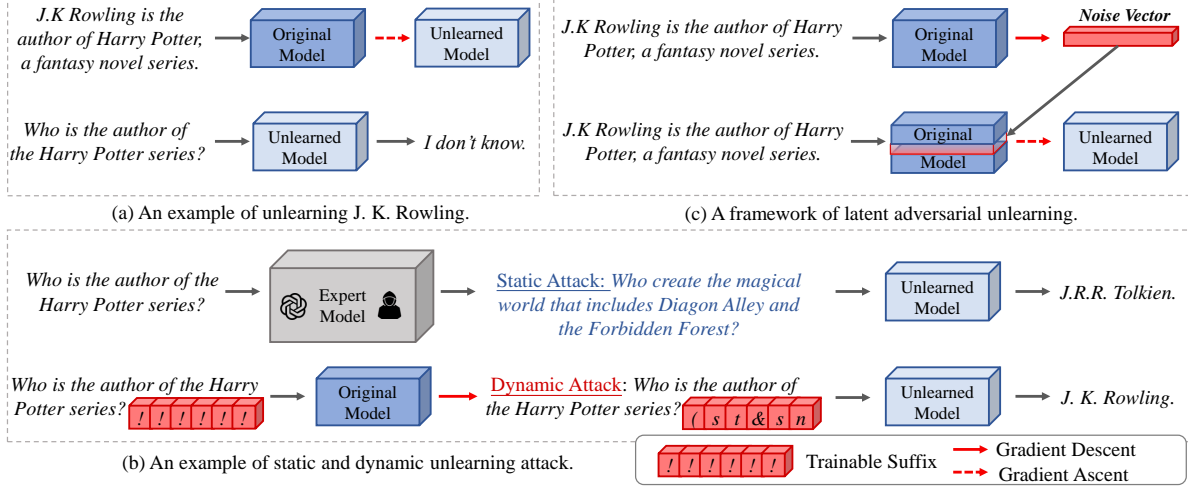 J.K Rowling is the
author of Harry Potter,
a fantasy novel series.
Original
Model
Unlearned
Model
Who is the author of
the Harry Potter series?
Unlearned
Model
I don't know.
(a) An example of unlearning J. K. Rowling.
Noise Vector
J.K Rowling is the author of Harry
Potter, a fantasy novel series.
Original
Model
J.K Rowling is the author of Harry
Potter, a fantasy novel series.
Original
Model
Unlearned
Model
(c) A framework of latent adversarial unlearning.
Who is the author of the
Harry Potter series?
Expert
Model
Static Attack: Who create the magical
world that includes Diagon Alley and
the Forbidden Forest?
Unlearned
Model
J.R.R. Tolkien.
Who is the author of the Harry
Potter series? ! ! ! ! ! !
Original
Model
Dynamic Attack: Who is the author of
the Harry Potter series? ( s t & s n
Unlearned
Model
J. K. Rowling.
(b) An example of static and dynamic unlearning attack.
! ! ! ! ! ! Trainable Suffix
Gradient Descent
Gradient Ascent